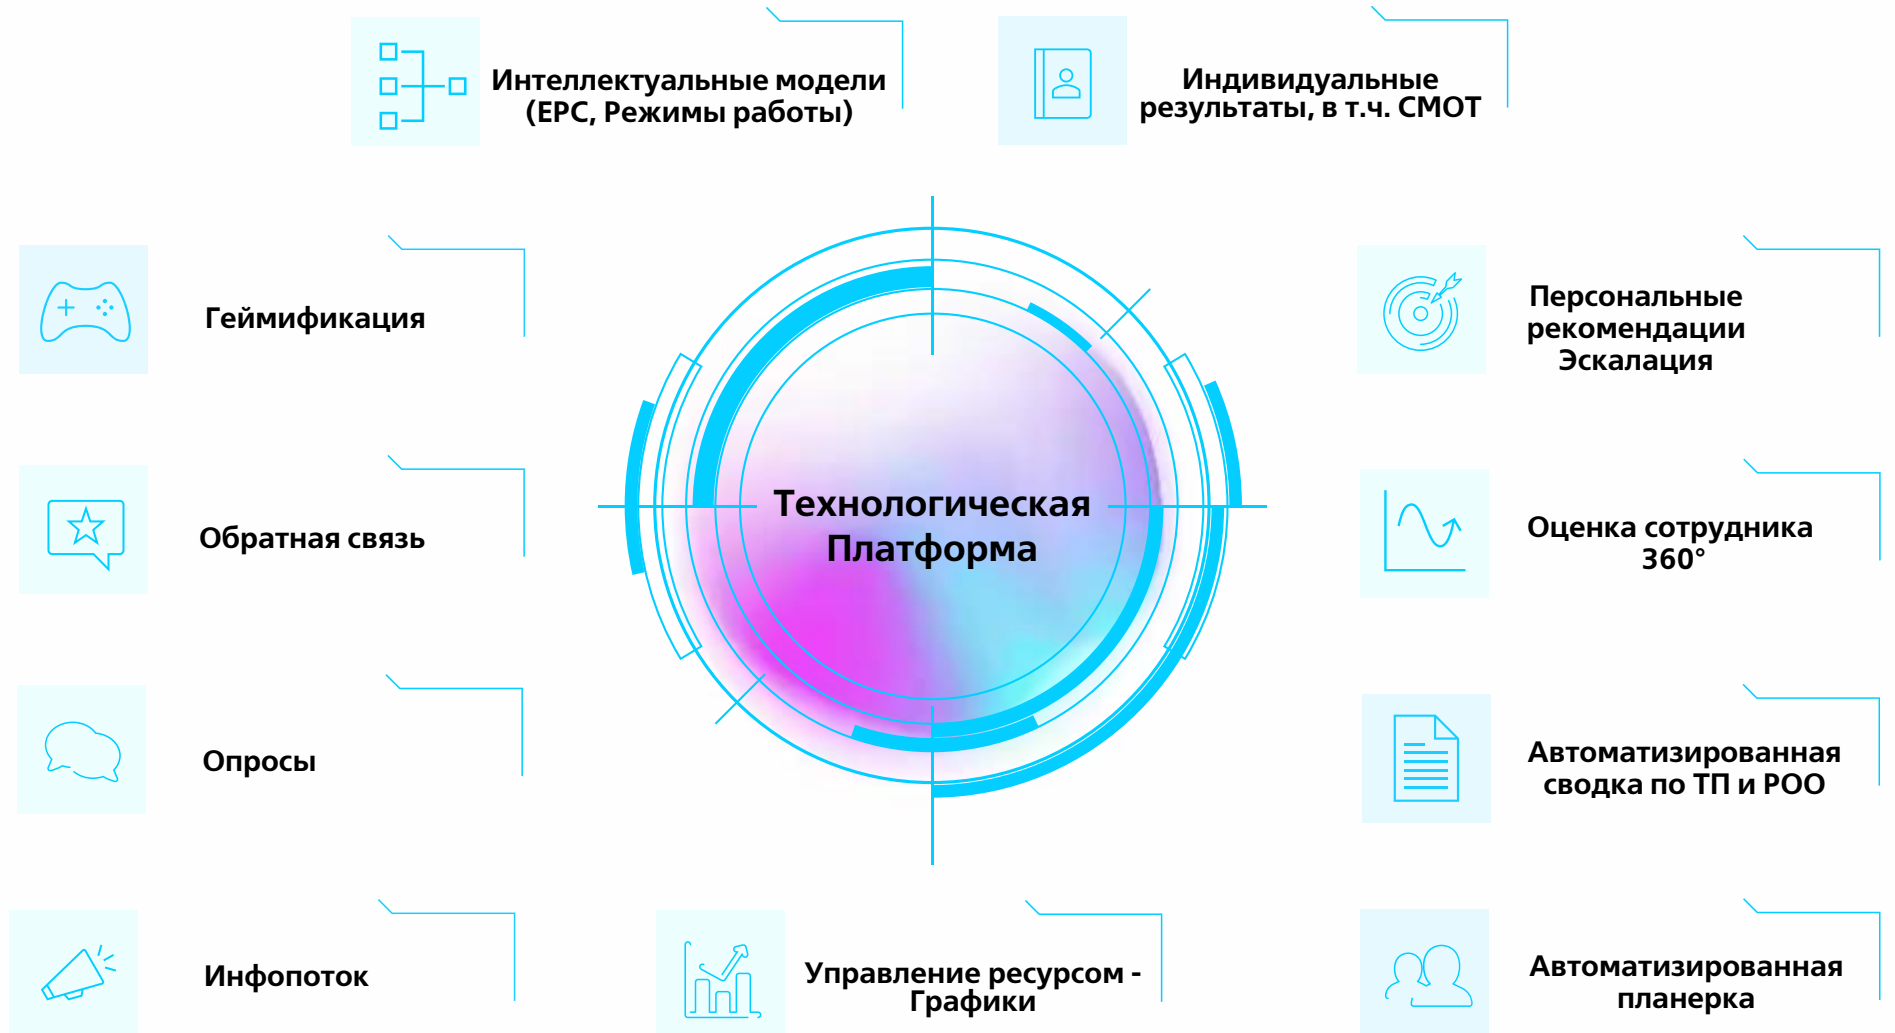 Интеллектуальные модели
(ЕРС, Режимы работы)
Индивидуальные
результаты, в т.ч. СМОТ
Геймификация
Персональные
рекомендации
Эскалация
Технологическая
Платформа
Обратная связь
Оценка сотрудника
360°
Опросы
Автоматизированная
сводка по ТП и РОО
Инфопоток
Управление ресурсом -
Графики
Автоматизированная
планерка